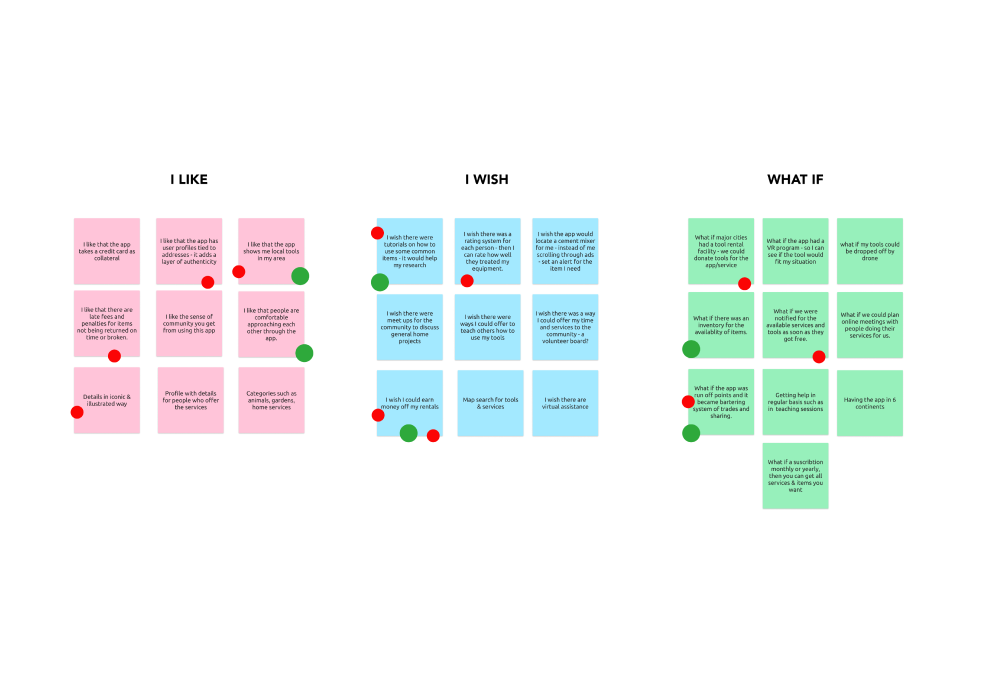 I LIKE
I like that the app
takes a credit card as
collateral
I like that the app has
user profiles tied to
addresses - it adds a
layer of authenticity
I like that the app
shows me local tools
in my area
I like that there are
late fees and
penalties for items
not being returned on
time or broken.
I like the sense of
community you get
from using this app
I like that people are
comfortable
approaching each
other through the
app.
Details in iconic &
illustrated way
Profile with details
for people who offer
the services
Categories such as
animals, gardens,
home services
I WISH
I wish there were
tutorials on how to
use some common
items - it would help
my research
I wish there was a
rating system for
each person - then I
can rate how well
they treated my
equipment.
I wish the app would
locate a cement mixer
for me - instead of me
scrolling through ads
- set an alert for the
item I need
I wish there were
meet ups for the
community to discuss
general home
projects
I wish there were
ways I could offer to
teach others how to
use my tools
I wish there was a way
I could offer my time
and services to the
community - a
volunteer board?
I wish I could earn
money off my rentals
Map search for tools
& services
I wish there are
virtual assistance
WHAT IF
What if major cities
had a tool rental
facility - we could
donate tools for the
app/service
What if the app had a
VR program - so I can
see if the tool would
fit my situation
what if my tools could
be dropped off by
drone
What if there was an
inventory for the
availablity of items.
What if we were
notified for the
available services and
tools as soon as they
got free.
What if we could plan
online meetings with
people doing their
services for us.
What if the app was
run off points and it
became bartering
system of trades and
sharing.
Getting help in
regular basis such as
in teaching sessions
Having the app in 6
continents
What if a suscribtion
monthly or yearly,
then you can get all
services & items you
want